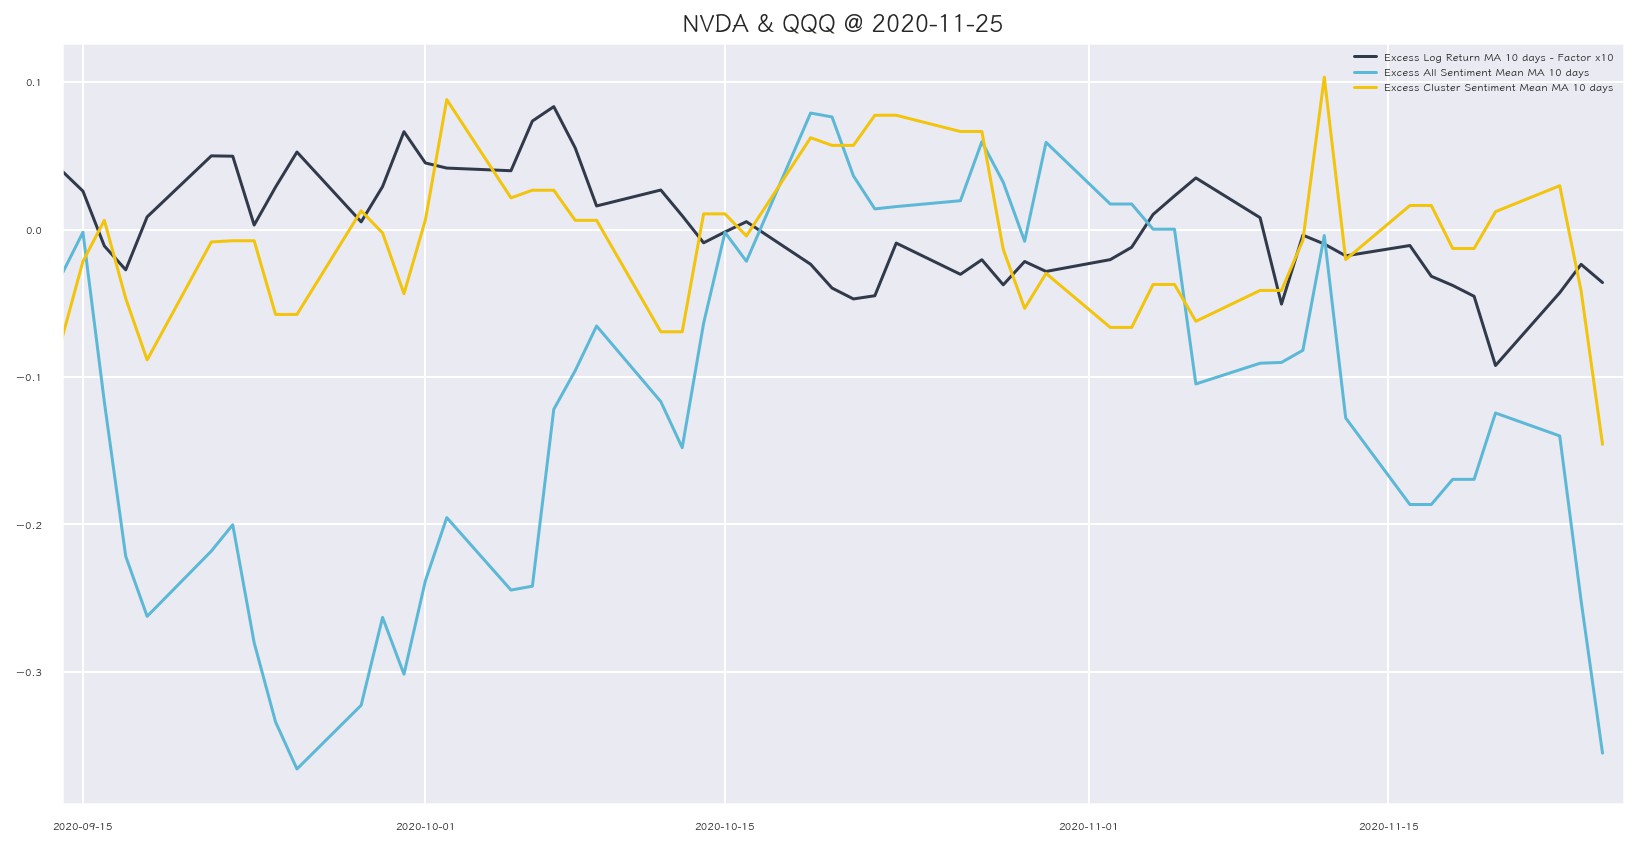 NVDA & QQQ @ 2020-11-25
Excess Log Return MA 10 days - Factor x10
Excess All Sentiment Mean MA 10 days
Excess Cluster Sentiment Mean MA 10 days
0.1
0.0
−0.1
−0.2
−0.3
2020-09-15 2020-10-01 2020-10-15 2020-11-01 2020-11-15